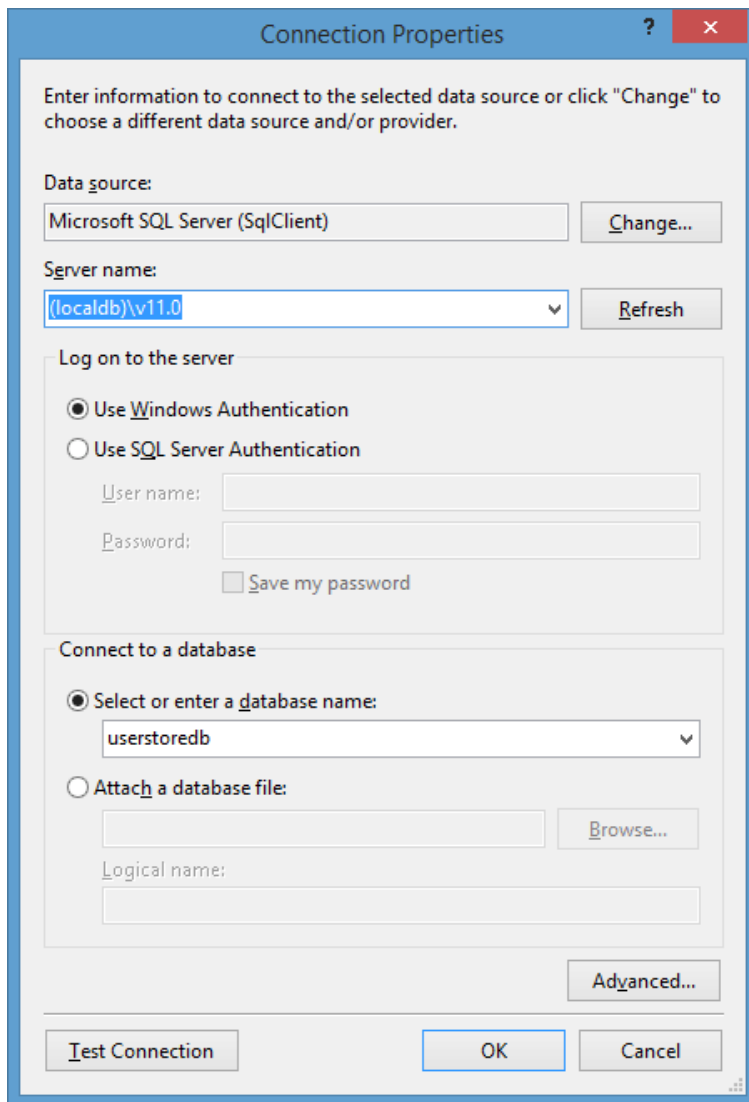 Connection Properties
?
Enter information to connect to the selected data source or click "Change" to
choose a different data source and/or provider.
Data source:
Microsoft SQL Server (SqlClient)
Change...
Server name:
(localdb)\v11.0
Refresh
Log on to the server
Use Windows Authentication
Use SQL Server Authentication
User name:
Password:
Save my password
Connect to a database
Select or enter a database name:
userstoredb
Attach a database file:
Browse...
Logical name:
Advanced...
Test Connection
OK
Cancel